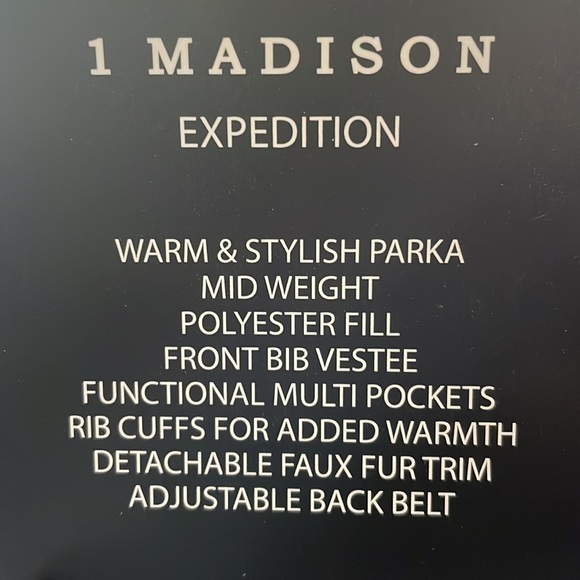 1 MADISON
EXPEDITION
WARM & STYLISH PARKA
MID WEIGHT
POLYESTER FILL
FRONT BIB VESTEE
FUNCTIONAL MULTI POCKETS
RIB CUFFS FOR ADDED WARMTH
DETACHABLE FAUX FUR TRIM
ADJUSTABLE BACK BELT